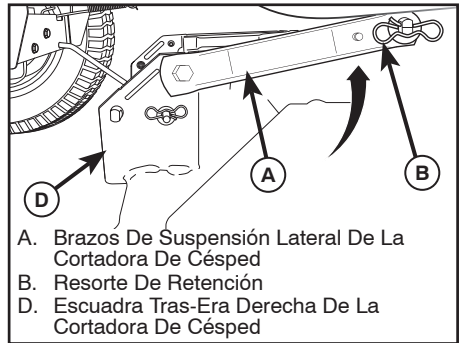 D
A
B
A. Brazos De Suspensión Lateral De La
Cortadora De Césped
B. Resorte De Retención
D. Escuadra Tras-Era Derecha De La
Cortadora De Césped